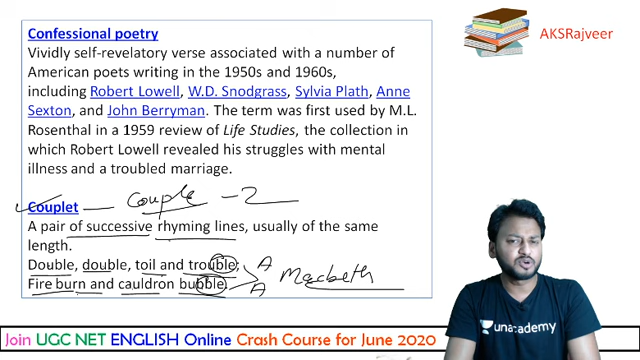 AKSRajveer
Confessional poetry
Vividly self-revelatory verse associated with a number of
American poets writing in the 1950s and 1960s,
including Robert Lowell, W.D. Snodgrass, Sylvia Plath, Anne
Sexton, and John Berryman. The term was first used by M.L.
Rosenthal in a 1959 review of Life Studies, the collection in
which Robert Lowell revealed his struggles with mental
illness and a troubled marriage.
Couple - 2
Couplet
A pair of successive rhyming lines, usually of the same
length.
Double, double, toil and trouble; A
Fire burn and cauldron bubble. A
Macbeth
unacademy
Join UGC NET ENGLISH Online Crash Course for June 2020